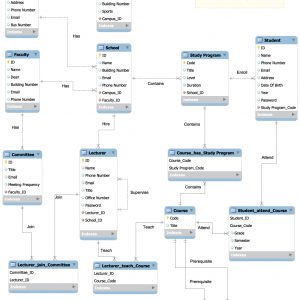 Address
Phone Number
Email
Bus Number
Indexes
Building Number
Sports
Campus_ID
Indexes
Has
Has
Faculty
ID
Name
Dean
Building Number
Email
Phone Number
Indexes
School
ID
Name
Phone Number
Building Number
Email
Campus_ID
Faculty_ID
Indexes
Contains
Study Program
Code
Title
Level
Duration
School_ID
Indexes
Enroll
Student
ID
Name
Phone Number
Email
Address
Date Of Birth
Year
Password
Study Program_Code
Indexes
Has
Hire
Contains
Attend
Committee
ID
Title
Email
Meeting Frequency
Faculty_ID
Indexes
Lecturer
ID
Name
Phone Number
Email
Title
Office Number
Password
Lecturer_ID
School_ID
Indexes
Supervise
Course_has_Study Program
Course_Code
Study Program_Code
Indexes
Contains
Join
Join
Teach
Teach
Course
Code
Title
Indexes
Attend
Student_attend_Course
Student_ID
Course_Code
Grade
Semester
Year
Indexes
Prerequisite
Prerequisite
Lecturer_join_Committee
Committee_ID
Lecturer_ID
Indexes
Lecturer_teach_Course
Lecturer_ID
Course_Code
Indexes